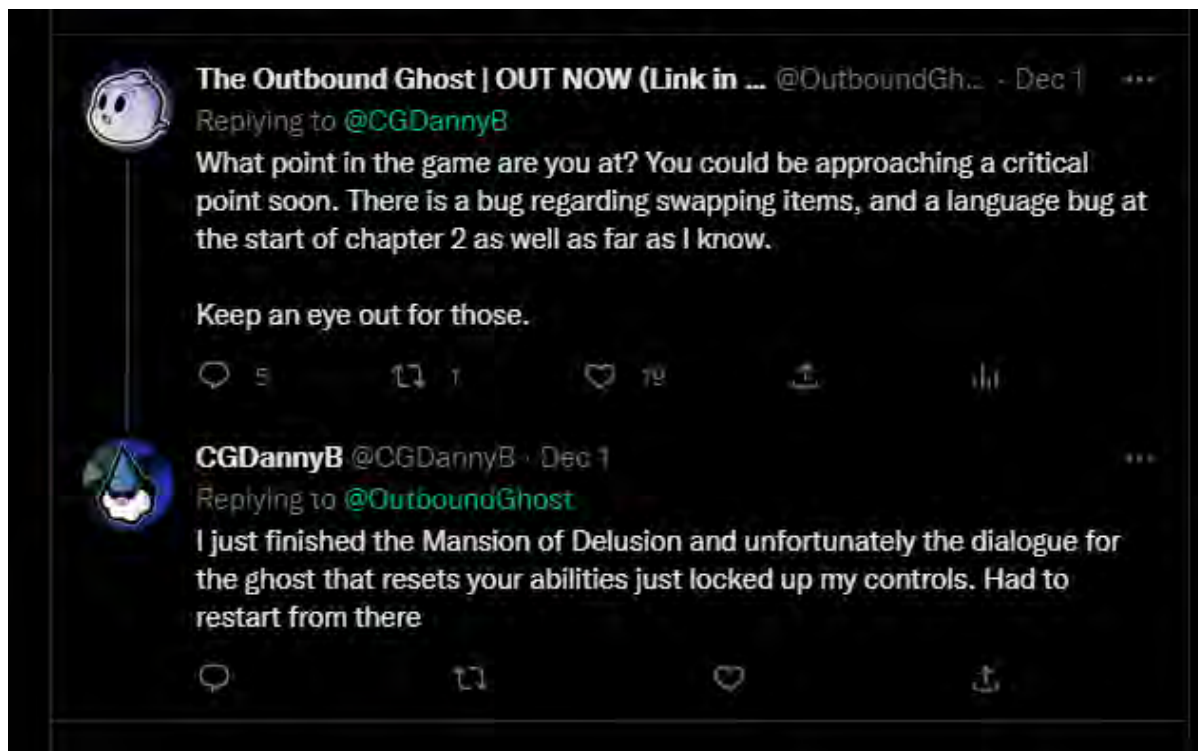 The Outbound Ghost | OUT NOW (Link in ... @OutboundGh... · Dec 1
Replying to @CGDannyB
What point in the game are you at? You could be approaching a critical
point soon. There is a bug regarding swapping items, and a language bug at
the start of chapter 2 as well as far as I know.
Keep an eye out for those.
5 1 19
CGDannyB @CGDannyB · Dec 1
Replying to @OutboundGhost
I just finished the Mansion of Delusion and unfortunately the dialogue for
the ghost that resets your abilities just locked up my controls. Had to
restart from there